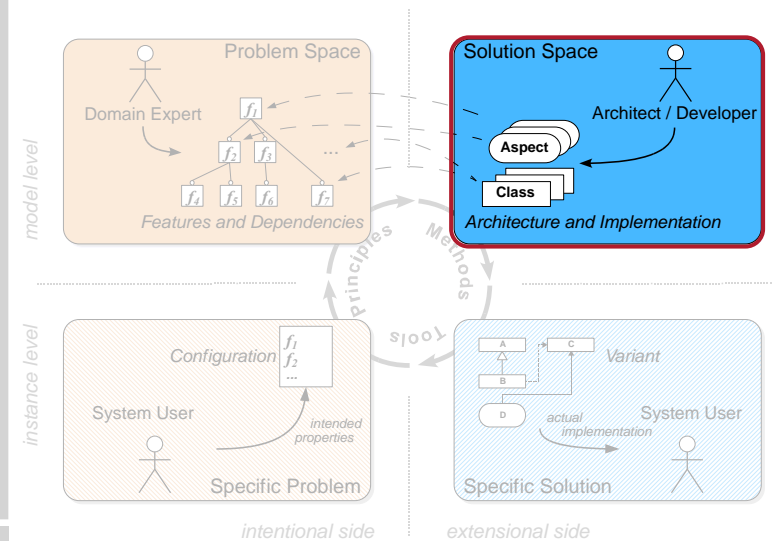 Problem Space
Domain Expert
f1
f2
f3
...
f4
f5
f6
f7
Features and Dependencies
Solution Space
Architect / Developer
Aspect
Class
Architecture and Implementation
model level
Principles
Methods
Tools
instance level
Configuration
f1
f2
...
System User
intended
properties
Specific Problem
A
C
B
D
Variant
actual
implementation
System User
Specific Solution
intentional side
extensional side